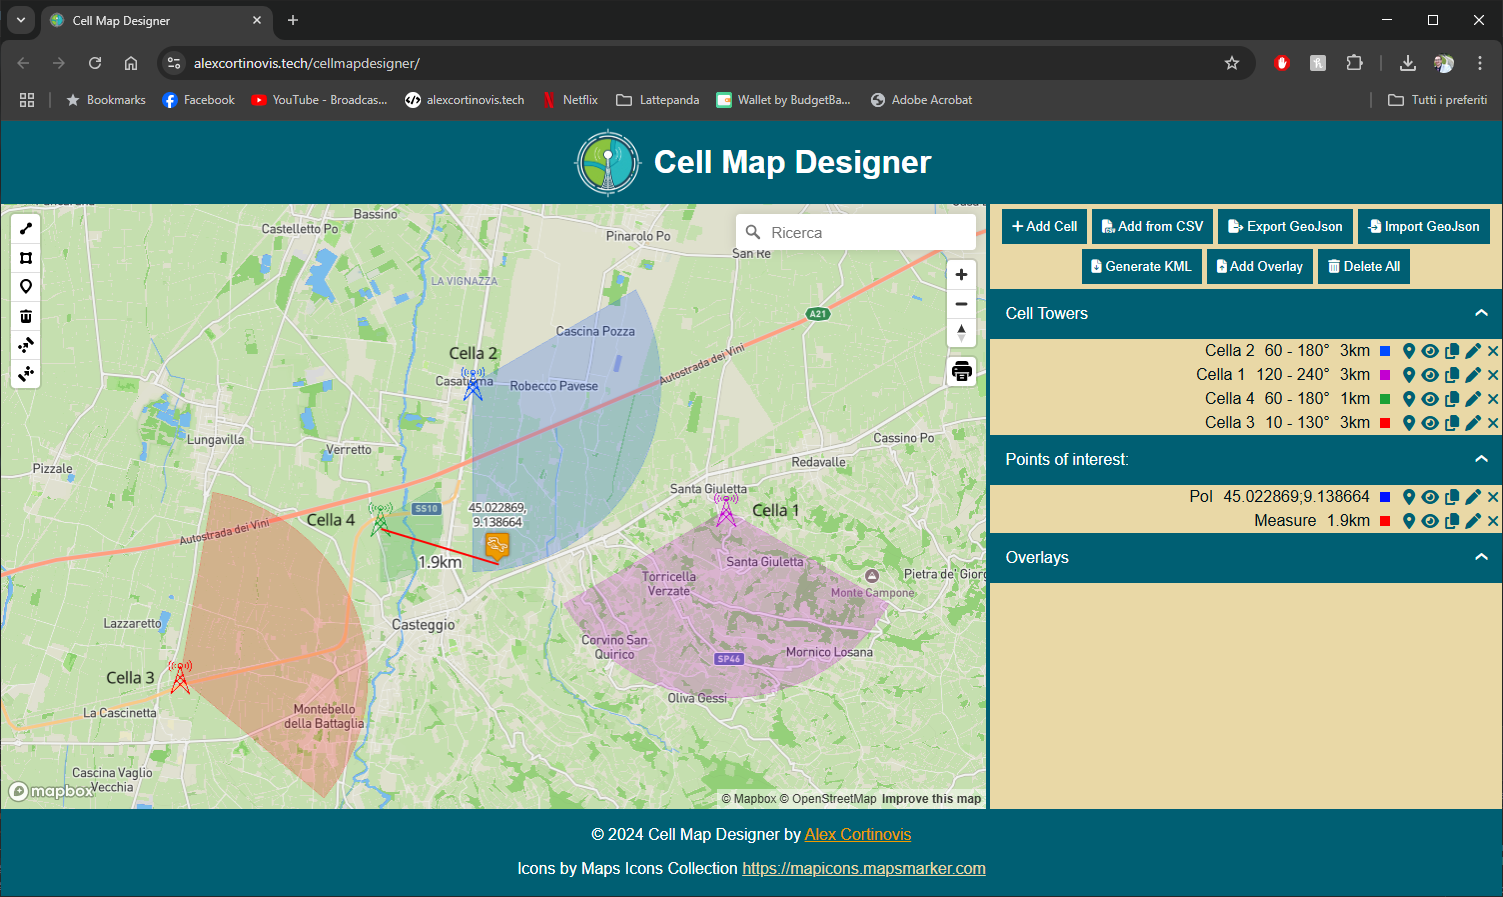 Cell Map Designer
alexcortinovis.tech/cellmapdesigner/
Bookmarks
Facebook
YouTube - Broadcas...
alexcortinovis.tech
Netflix
Lattepanda
Wallet by BudgetBa...
Adobe Acrobat
Tutti i preferiti
Cell Map Designer
Bassino
Castelletto Po
Pinarolo Po
Ricerca
San Re
LA VIGNAZZA
A21
Cascina Pozza
Autostrada dei Vini
Cella 2
Robecco Pavese
Lungavilla
Verretto
Pizzale
Cassino Po
Redavalle
Santa Giuletta
Cella 1
Cella 4
SS10
45.022869,
9.138664
Autostrada dei Vini
1.9km
Santa Giuletta
Torricella
Verzate
Monte Campone
Pietra de' Giorg
Lazzaretto
Casteggio
Corvino San
Quirico
SP46
Mornico Losana
Cella 3
Oliva Gessi
La Cascinetta
Montebello
della Battaglia
Cascina Vaglio
Vecchia
mapbox
© Mapbox © OpenStreetMap Improve this map
Add Cell
Add from CSV
Export GeoJson
Import GeoJson
Generate KML
Add Overlay
Delete All
Cell Towers
Cella 2 60 - 180° 3km
Cella 1 120 - 240° 3km
Cella 4 60 - 180° 1km
Cella 3 10 - 130° 3km
Points of interest:
PoI 45.022869;9.138664
Measure 1.9km
Overlays
© 2024 Cell Map Designer by Alex Cortinovis
Icons by Maps Icons Collection https://mapicons.mapsmarker.com